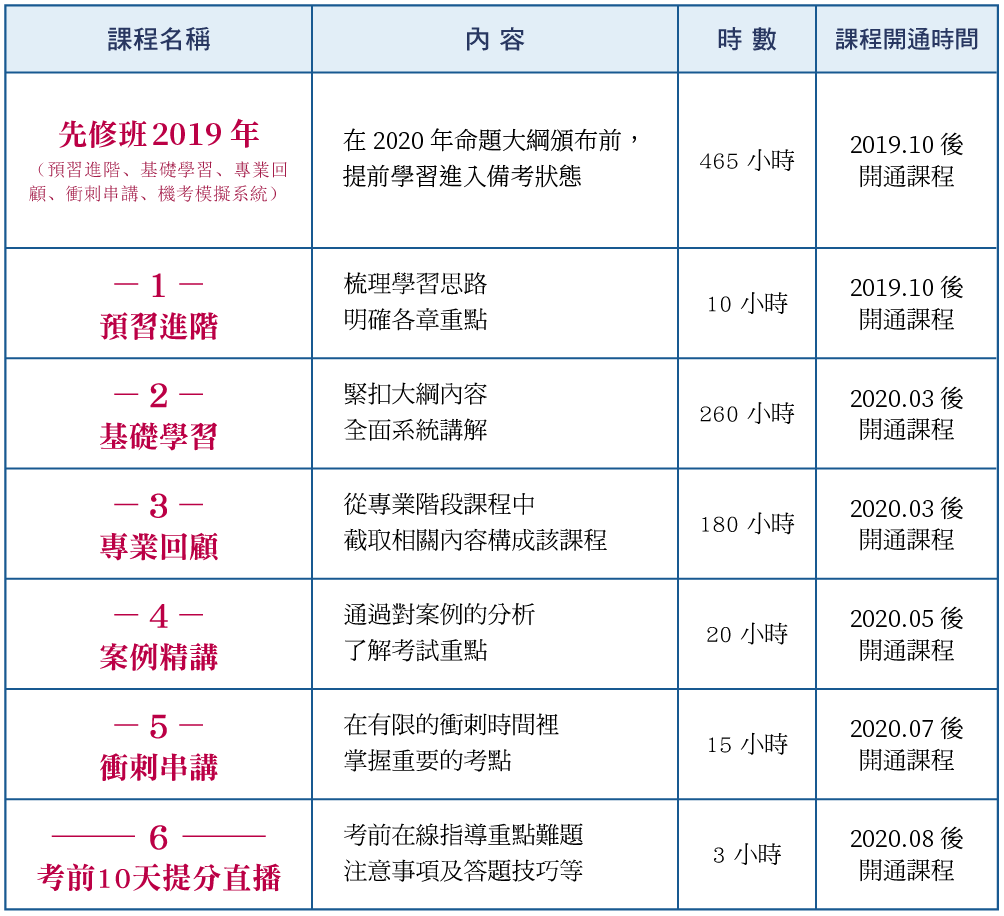 課程名稱
內 容
時 數
課程開通時間
先修班2019 年
（預習進階、基礎學習、專業回
顧、衝刺串講、機考模擬系統）
在 2020 年命題大綱頒布前，
提前學習進入備考狀態
465 小時
2019.10 後
開通課程
— 1 —
預習進階
梳理學習思路
明確各章重點
10 小時
2019.10 後
開通課程
— 2 —
基礎學習
緊扣大綱內容
全面系統講解
260 小時
2020.03 後
開通課程
— 3 —
專業回顧
從專業階段課程中
截取相關內容構成該課程
180 小時
2020.03 後
開通課程
— 4 —
案例精講
通過對案例的分析
了解考試重點
20 小時
2020.05 後
開通課程
— 5 —
衝刺串講
在有限的衝刺時間裡
掌握重要的考點
15 小時
2020.07 後
開通課程
— 6 —
考前10天提分直播
考前在線指導重點難題
注意事項及答題技巧等
3 小時
2020.08 後
開通課程